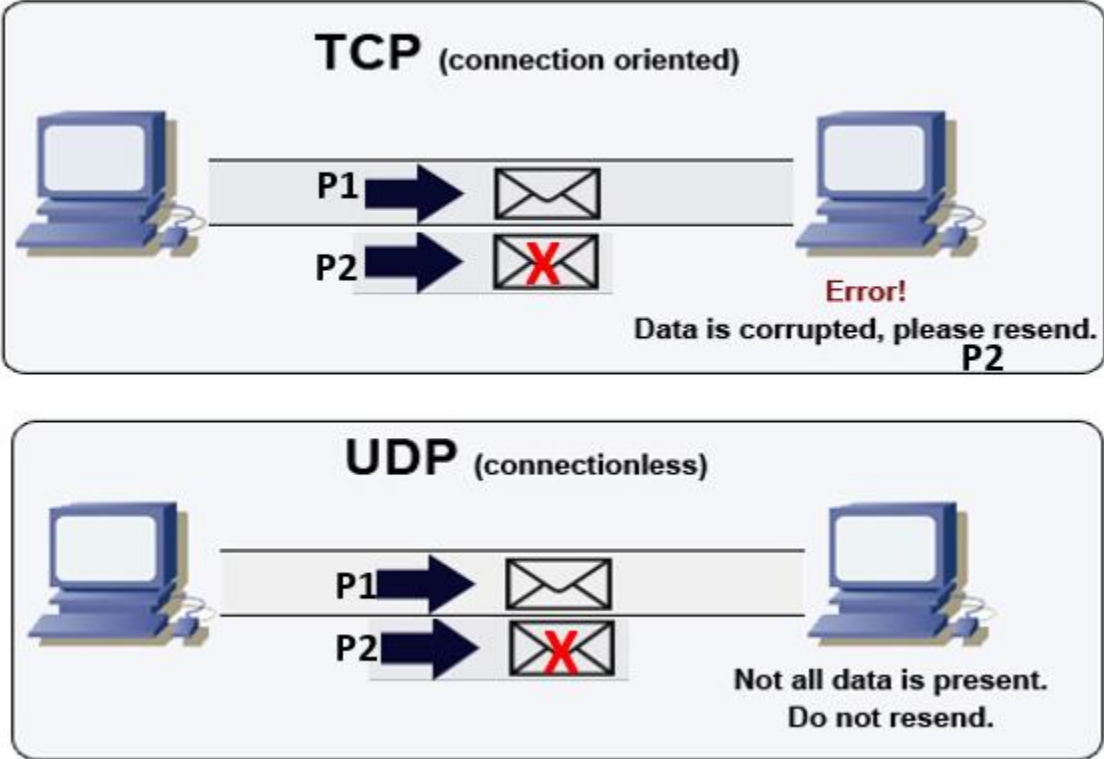 TCP (connection oriented)
P1
P2 X
Error!
Data is corrupted, please resend.
P2
UDP (connectionless)
P1
P2 X
Not all data is present.
Do not resend.